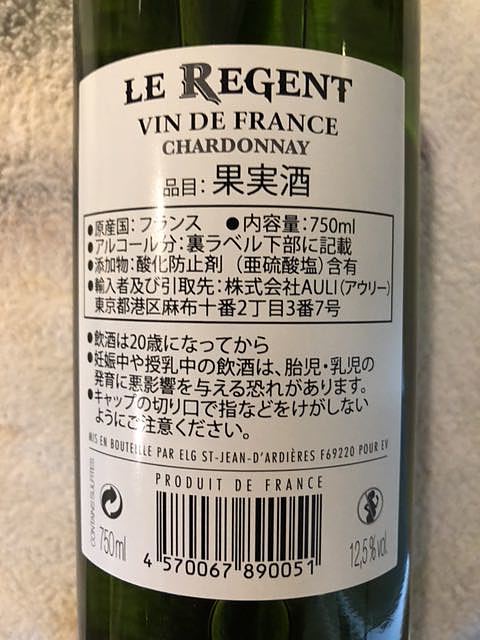 LE REGENT
VIN DE FRANCE
CHARDONNAY
品目:果実酒
●原産国:フランス ●内容量:750ml
●アルコール分:裏ラベル下部に記載
●添加物:酸化防止剤 (亜硫酸塩)含有
●輸入者及び引取先:株式会社AULI(アウリー)
東京都港区麻布十番2丁目3番7号
●飲酒は20歳になってから
●妊娠中や授乳中の飲酒は、胎児・乳児の
発育に悪影響を与える恐れがあります。
●キャップの切り口で指などをけがしない
ようにご注意ください。
MIS EN BOUTEILLE PAR ELG ST-JEAN-D'ARDIÈRES F69220 POUR EV
PRODUIT DE FRANCE
CONTAINS SULFITES
750ml
4 570067 890051
12,5%vol.